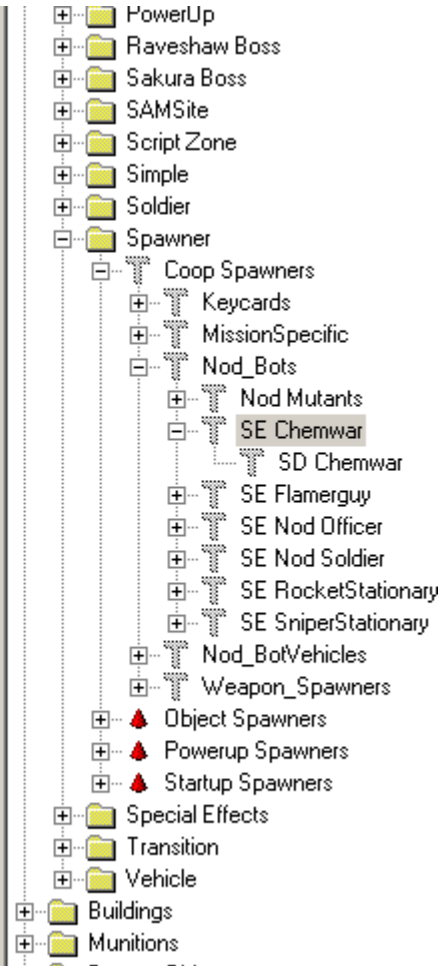 PowerUp
Raveshaw Boss
Sakura Boss
SAMSite
Script Zone
Simple
Soldier
Spawner
Coop Spawners
Keycards
MissionSpecific
Nod_Bots
Nod Mutants
SE Chemwar
SD Chemwar
SE Flamerguy
SE Nod Officer
SE Nod Soldier
SE RocketStationary
SE SniperStationary
Nod_BotVehicles
Weapon_Spawners
Object Spawners
Powerup Spawners
Startup Spawners
Special Effects
Transition
Vehicle
Buildings
Munitions